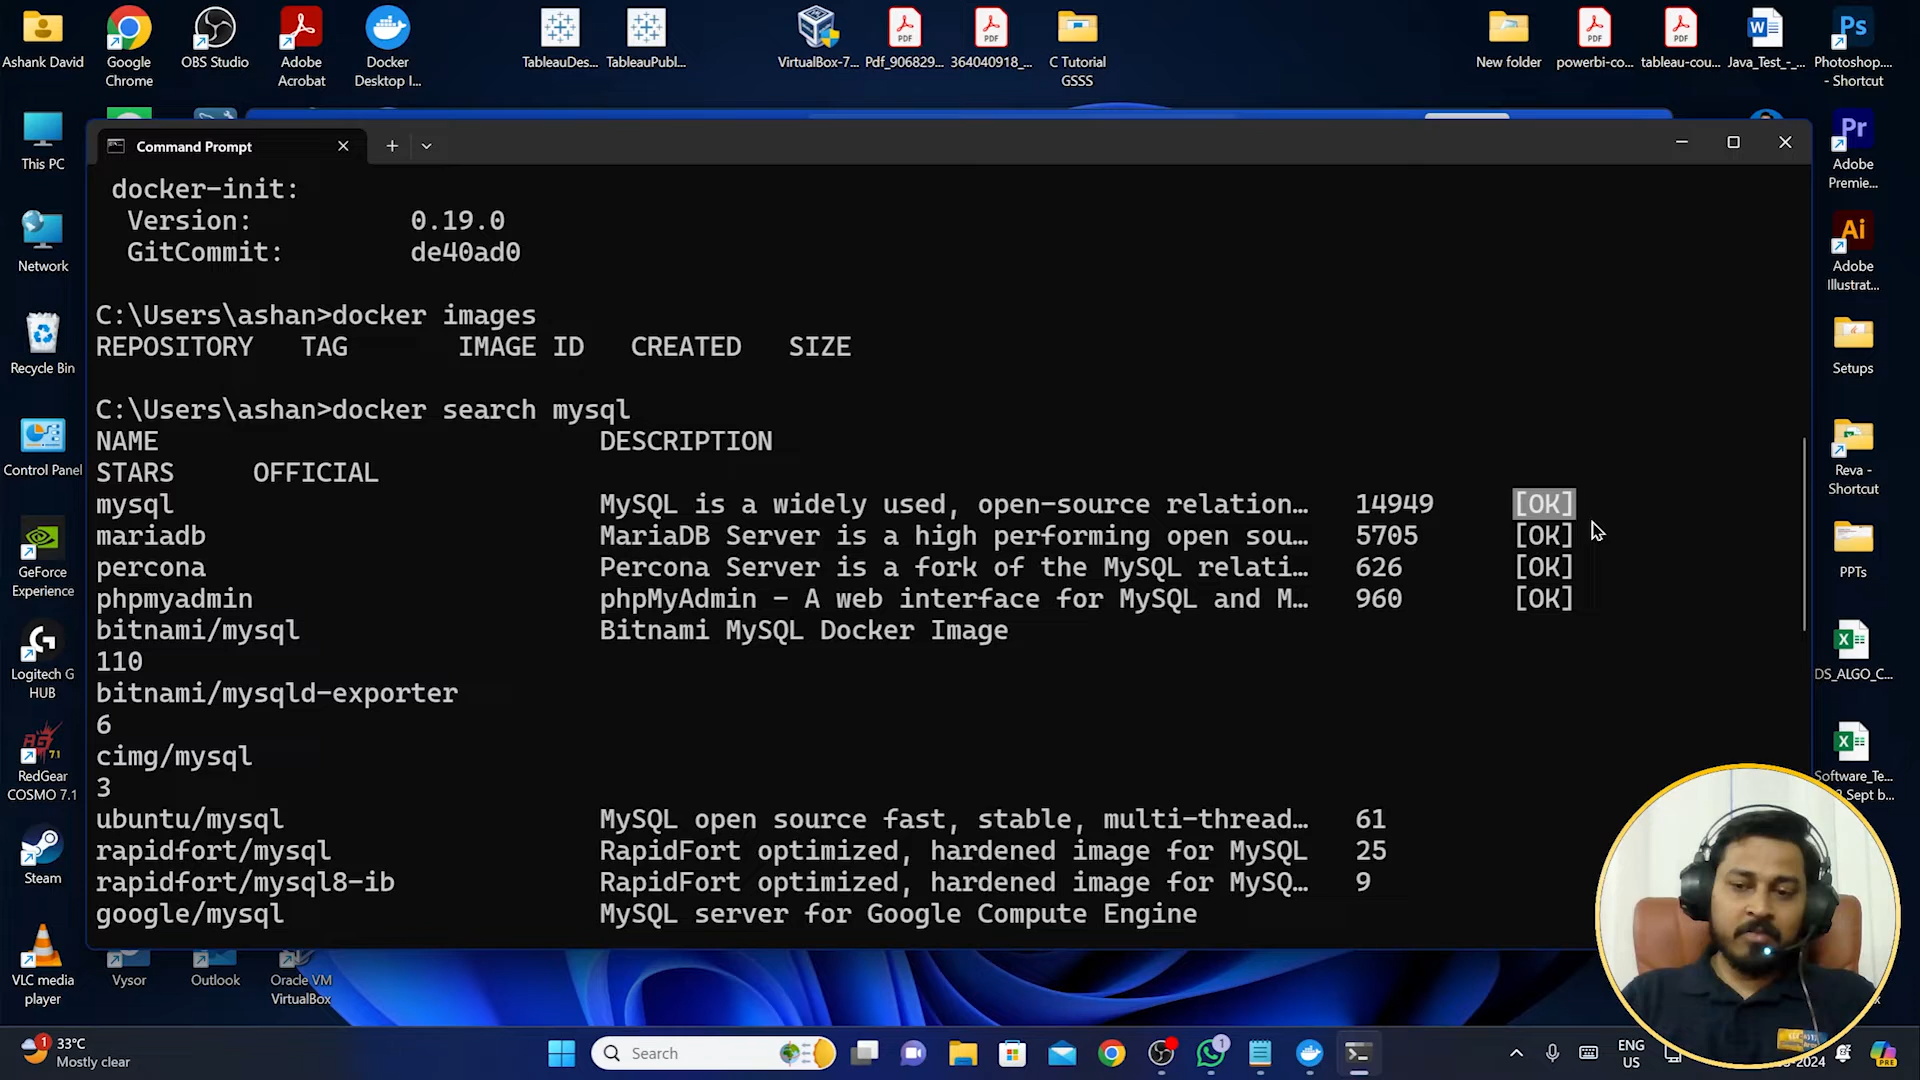 Ashank David
Google Chrome
OBS Studio
Adobe Acrobat
Docker Desktop I...
TableauDes...
TableauPubl...
VirtualBox-7...
Pdf_906829...
364040918_...
C Tutorial GSSS
New folder
powerbi-co...
tableau-cou...
Java_Test_-_...
Photoshop.... - Shortcut
This PC
Network
Recycle Bin
Control Panel
GeForce Experience
Logitech G HUB
RedGear COSMO 7.1
Steam
VLC media player
Vysor
Outlook
Oracle VM VirtualBox
Adobe Premie...
Adobe Illustrat...
Setups
Reva - Shortcut
PPTs
DS_ALGO_C...
Software_Te...
Sept b...
Command Prompt
docker-init:
Version: 0.19.0
GitCommit: de40ad0
C:\Users\ashan>docker images
REPOSITORY TAG IMAGE ID CREATED SIZE
C:\Users\ashan>docker search mysql
NAME DESCRIPTION
STARS OFFICIAL
mysql MySQL is a widely used, open-source relation… 14949 [OK]
mariadb MariaDB Server is a high performing open sou… 5705 [OK]
percona Percona Server is a fork of the MySQL relati… 626 [OK]
phpmyadmin phpMyAdmin - A web interface for MySQL and M… 960 [OK]
bitnami/mysql Bitnami MySQL Docker Image
110
bitnami/mysqld-exporter
6
cimg/mysql
3
ubuntu/mysql MySQL open source fast, stable, multi-thread… 61
rapidfort/mysql RapidFort optimized, hardened image for MySQL 25
rapidfort/mysql8-ib RapidFort optimized, hardened image for MySQ… 9
google/mysql MySQL server for Google Compute Engine
33°C
Mostly clear
Search
ENG
US